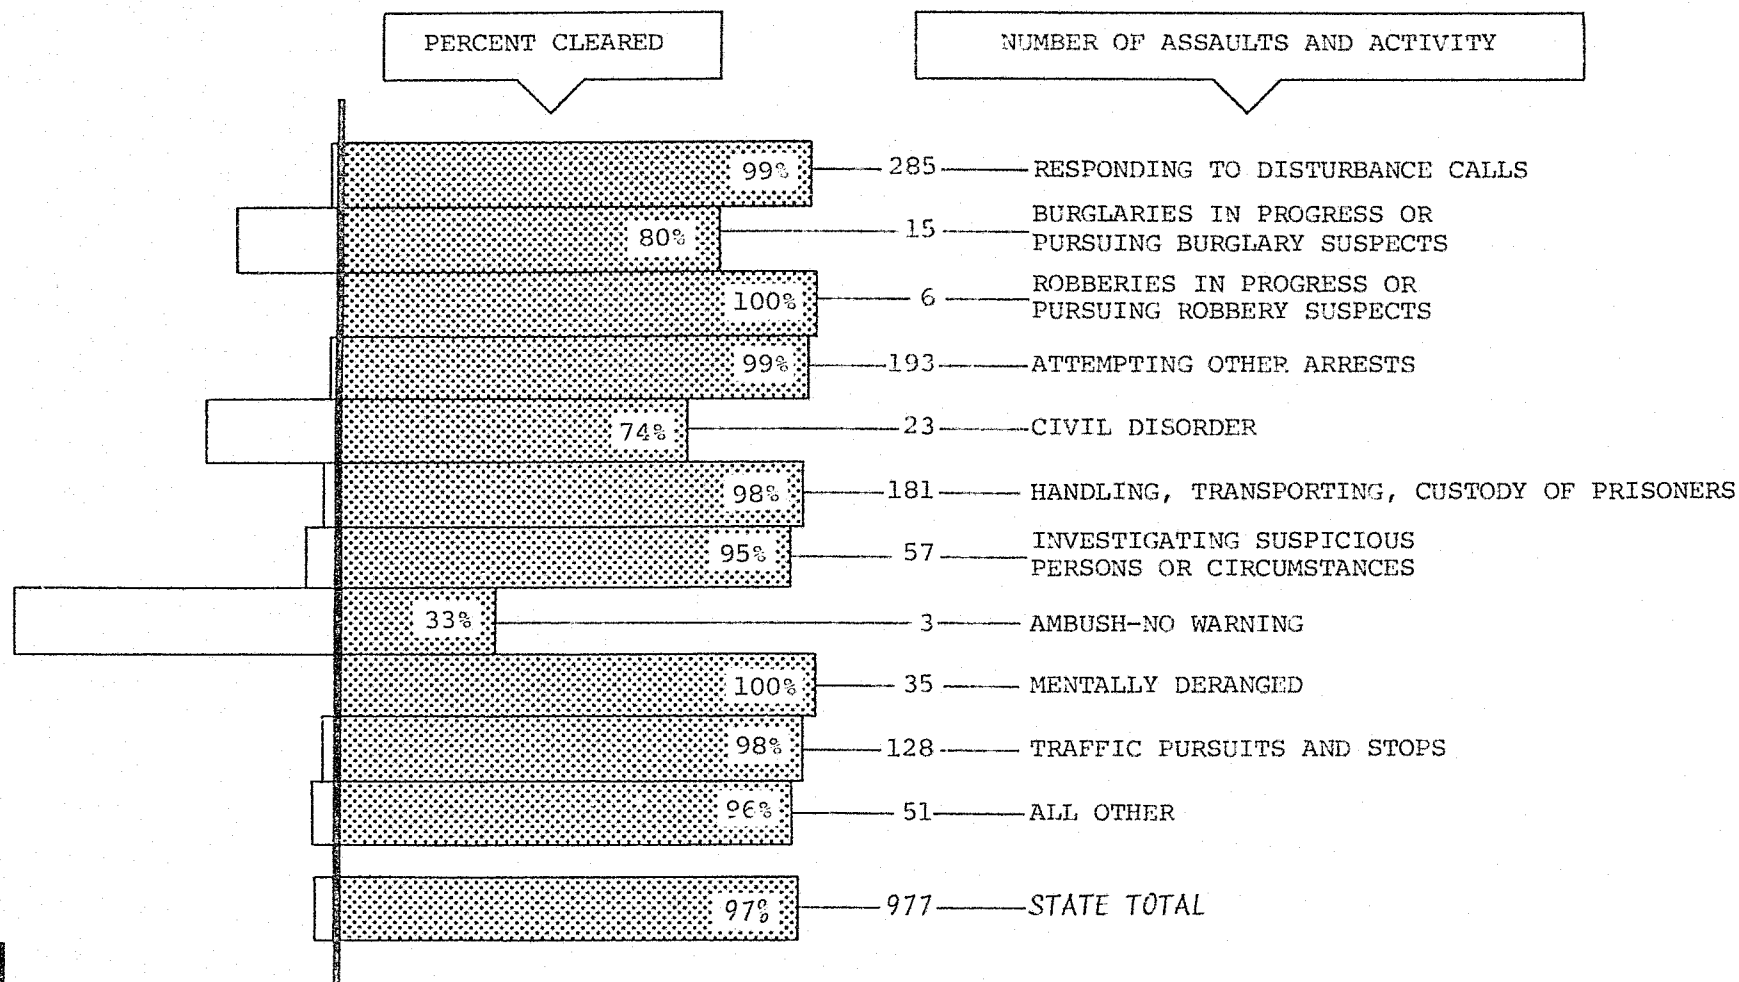 PERCENT CLEARED
NUMBER OF ASSAULTS AND ACTIVITY
99% 285 RESPONDING TO DISTURBANCE CALLS
80% 15 BURGLARIES IN PROGRESS OR
PURSUING BURGLARY SUSPECTS
100% 6 ROBBERIES IN PROGRESS OR
PURSUING ROBBERY SUSPECTS
99% 193 ATTEMPTING OTHER ARRESTS
74% 23 CIVIL DISORDER
98% 181 HANDLING, TRANSPORTING, CUSTODY OF PRISONERS
95% 57 INVESTIGATING SUSPICIOUS
PERSONS OR CIRCUMSTANCES
33% 3 AMBUSH-NO WARNING
100% 35 MENTALLY DERANGED
98% 128 TRAFFIC PURSUITS AND STOPS
96% 51 ALL OTHER
97% 977 STATE TOTAL